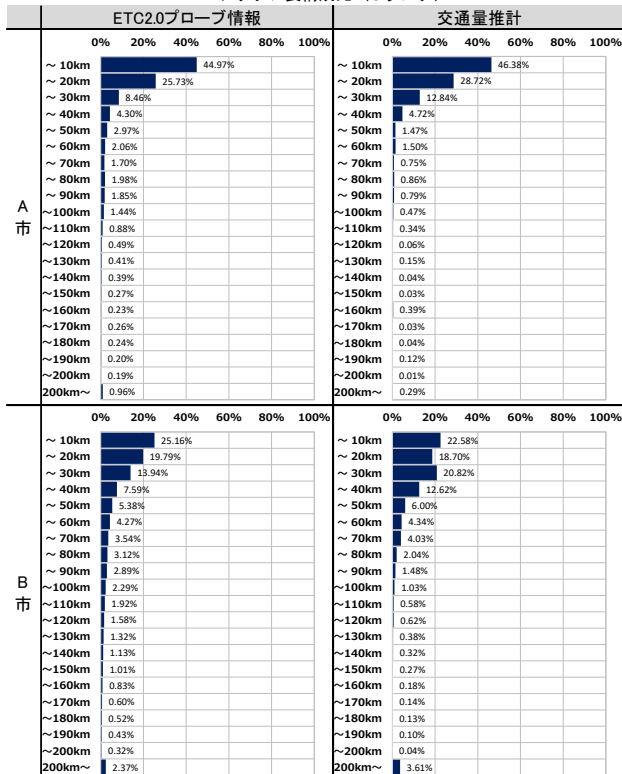 ETC2.0プローブ情報 交通量推計
A市
0% 20% 40% 60% 80% 100%
～ 10km 44.97%
～ 20km 25.73%
～ 30km 8.46%
～ 40km 4.30%
～ 50km 2.97%
～ 60km 2.06%
～ 70km 1.70%
～ 80km 1.98%
～ 90km 1.85%
～100km 1.44%
～110km 0.88%
～120km 0.49%
～130km 0.41%
～140km 0.39%
～150km 0.27%
～160km 0.23%
～170km 0.26%
～180km 0.24%
～190km 0.20%
～200km 0.19%
200km～ 0.96%
0% 20% 40% 60% 80% 100%
～ 10km 46.38%
～ 20km 28.72%
～ 30km 12.84%
～ 40km 4.72%
～ 50km 1.47%
～ 60km 1.50%
～ 70km 0.75%
～ 80km 0.86%
～ 90km 0.79%
～100km 0.47%
～110km 0.34%
～120km 0.06%
～130km 0.15%
～140km 0.04%
～150km 0.03%
～160km 0.39%
～170km 0.03%
～180km 0.04%
～190km 0.12%
～200km 0.01%
200km～ 0.29%
B市
0% 20% 40% 60% 80% 100%
～ 10km 25.16%
～ 20km 19.79%
～ 30km 13.94%
～ 40km 7.59%
～ 50km 5.38%
～ 60km 4.27%
～ 70km 3.54%
～ 80km 3.12%
～ 90km 2.89%
～100km 2.29%
～110km 1.92%
～120km 1.58%
～130km 1.32%
～140km 1.13%
～150km 1.01%
～160km 0.83%
～170km 0.60%
～180km 0.52%
～190km 0.43%
～200km 0.32%
200km～ 2.37%
0% 20% 40% 60% 80% 100%
～ 10km 22.58%
～ 20km 18.70%
～ 30km 20.82%
～ 40km 12.62%
～ 50km 6.00%
～ 60km 4.34%
～ 70km 4.03%
～ 80km 2.04%
～ 90km 1.48%
～100km 1.03%
～110km 0.58%
～120km 0.62%
～130km 0.38%
～140km 0.32%
～150km 0.27%
～160km 0.18%
～170km 0.14%
～180km 0.13%
～190km 0.10%
～200km 0.04%
200km～ 3.61%